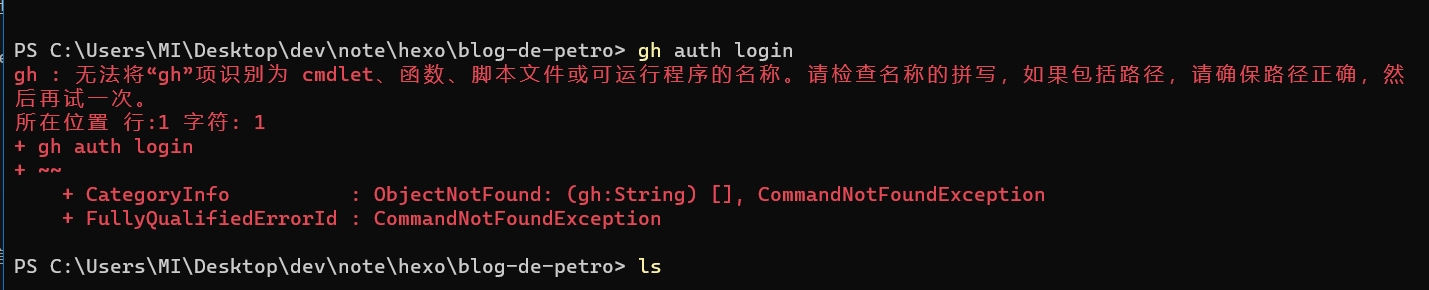 PS C:\Users\MI\Desktop\dev\note\hexo\blog-de-petro> gh auth login
gh : 无法将“gh”项识别为 cmdlet、函数、脚本文件或可运行程序的名称。请检查名称的拼写，如果包括路径，请确保路径正确，然
后再试一次。
所在位置 行:1 字符: 1
+ gh auth login
+ ~~
    + CategoryInfo          : ObjectNotFound: (gh:String) [], CommandNotFoundException
    + FullyQualifiedErrorId : CommandNotFoundException
PS C:\Users\MI\Desktop\dev\note\hexo\blog-de-petro> ls